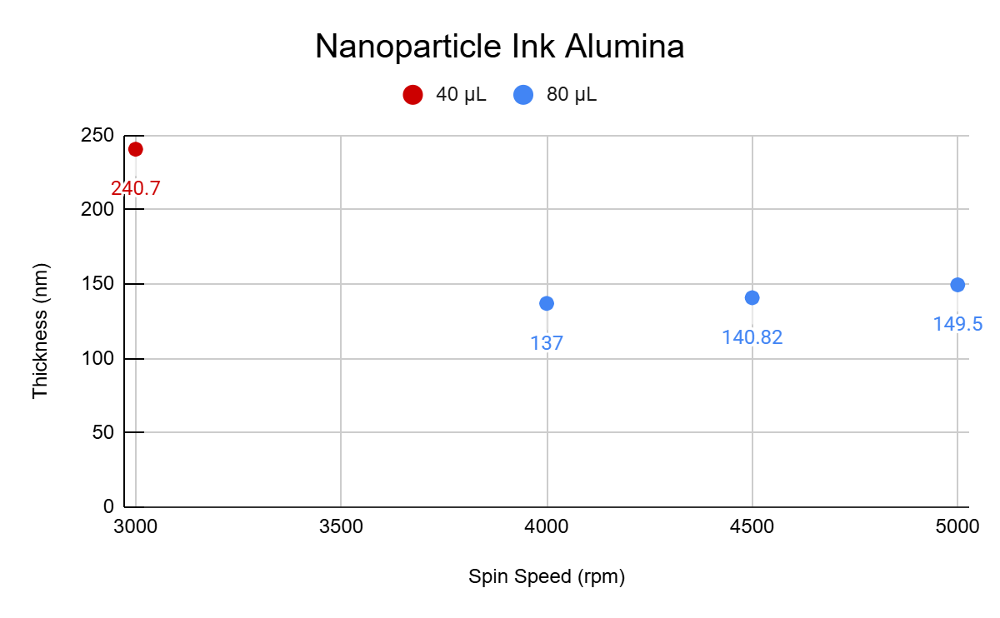 Nanoparticle Ink Alumina
40 µL 80 µL
250
240.7
200
Thickness (nm)
150
149.5
140.82
137
100
50
0
3000 3500 4000 4500 5000
Spin Speed (rpm)